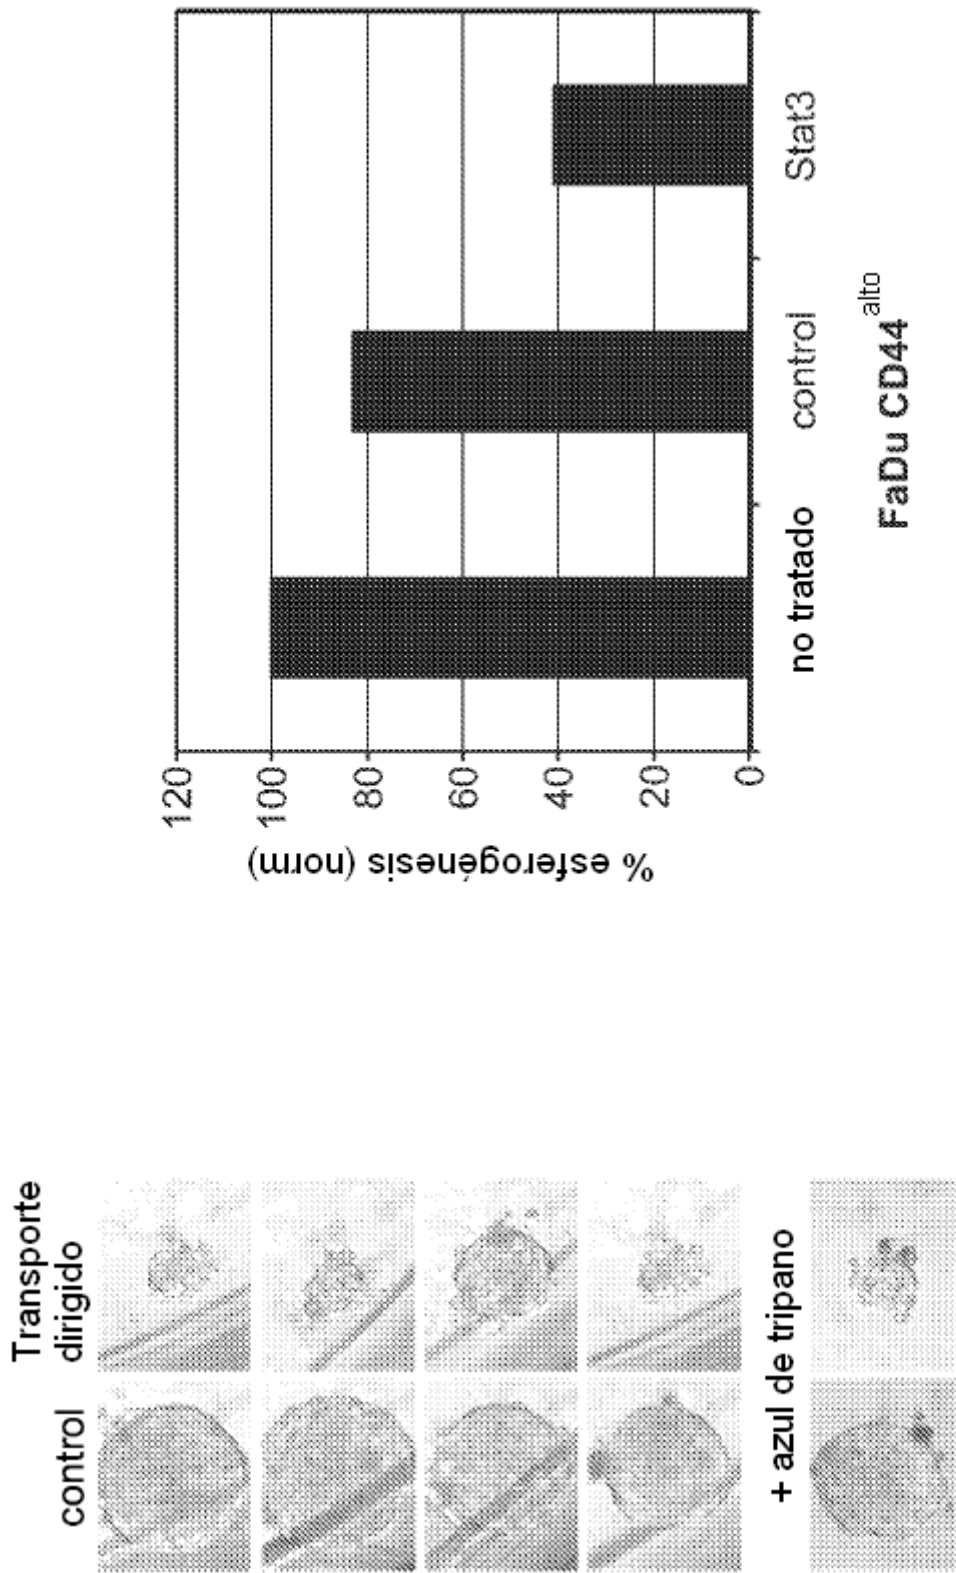 control
Transporte
dirigido
+ azul de tripano
% esferogénesis (norm)
120
100
80
60
40
20
0
no tratado
control
Stat3
FaDu CD44alto